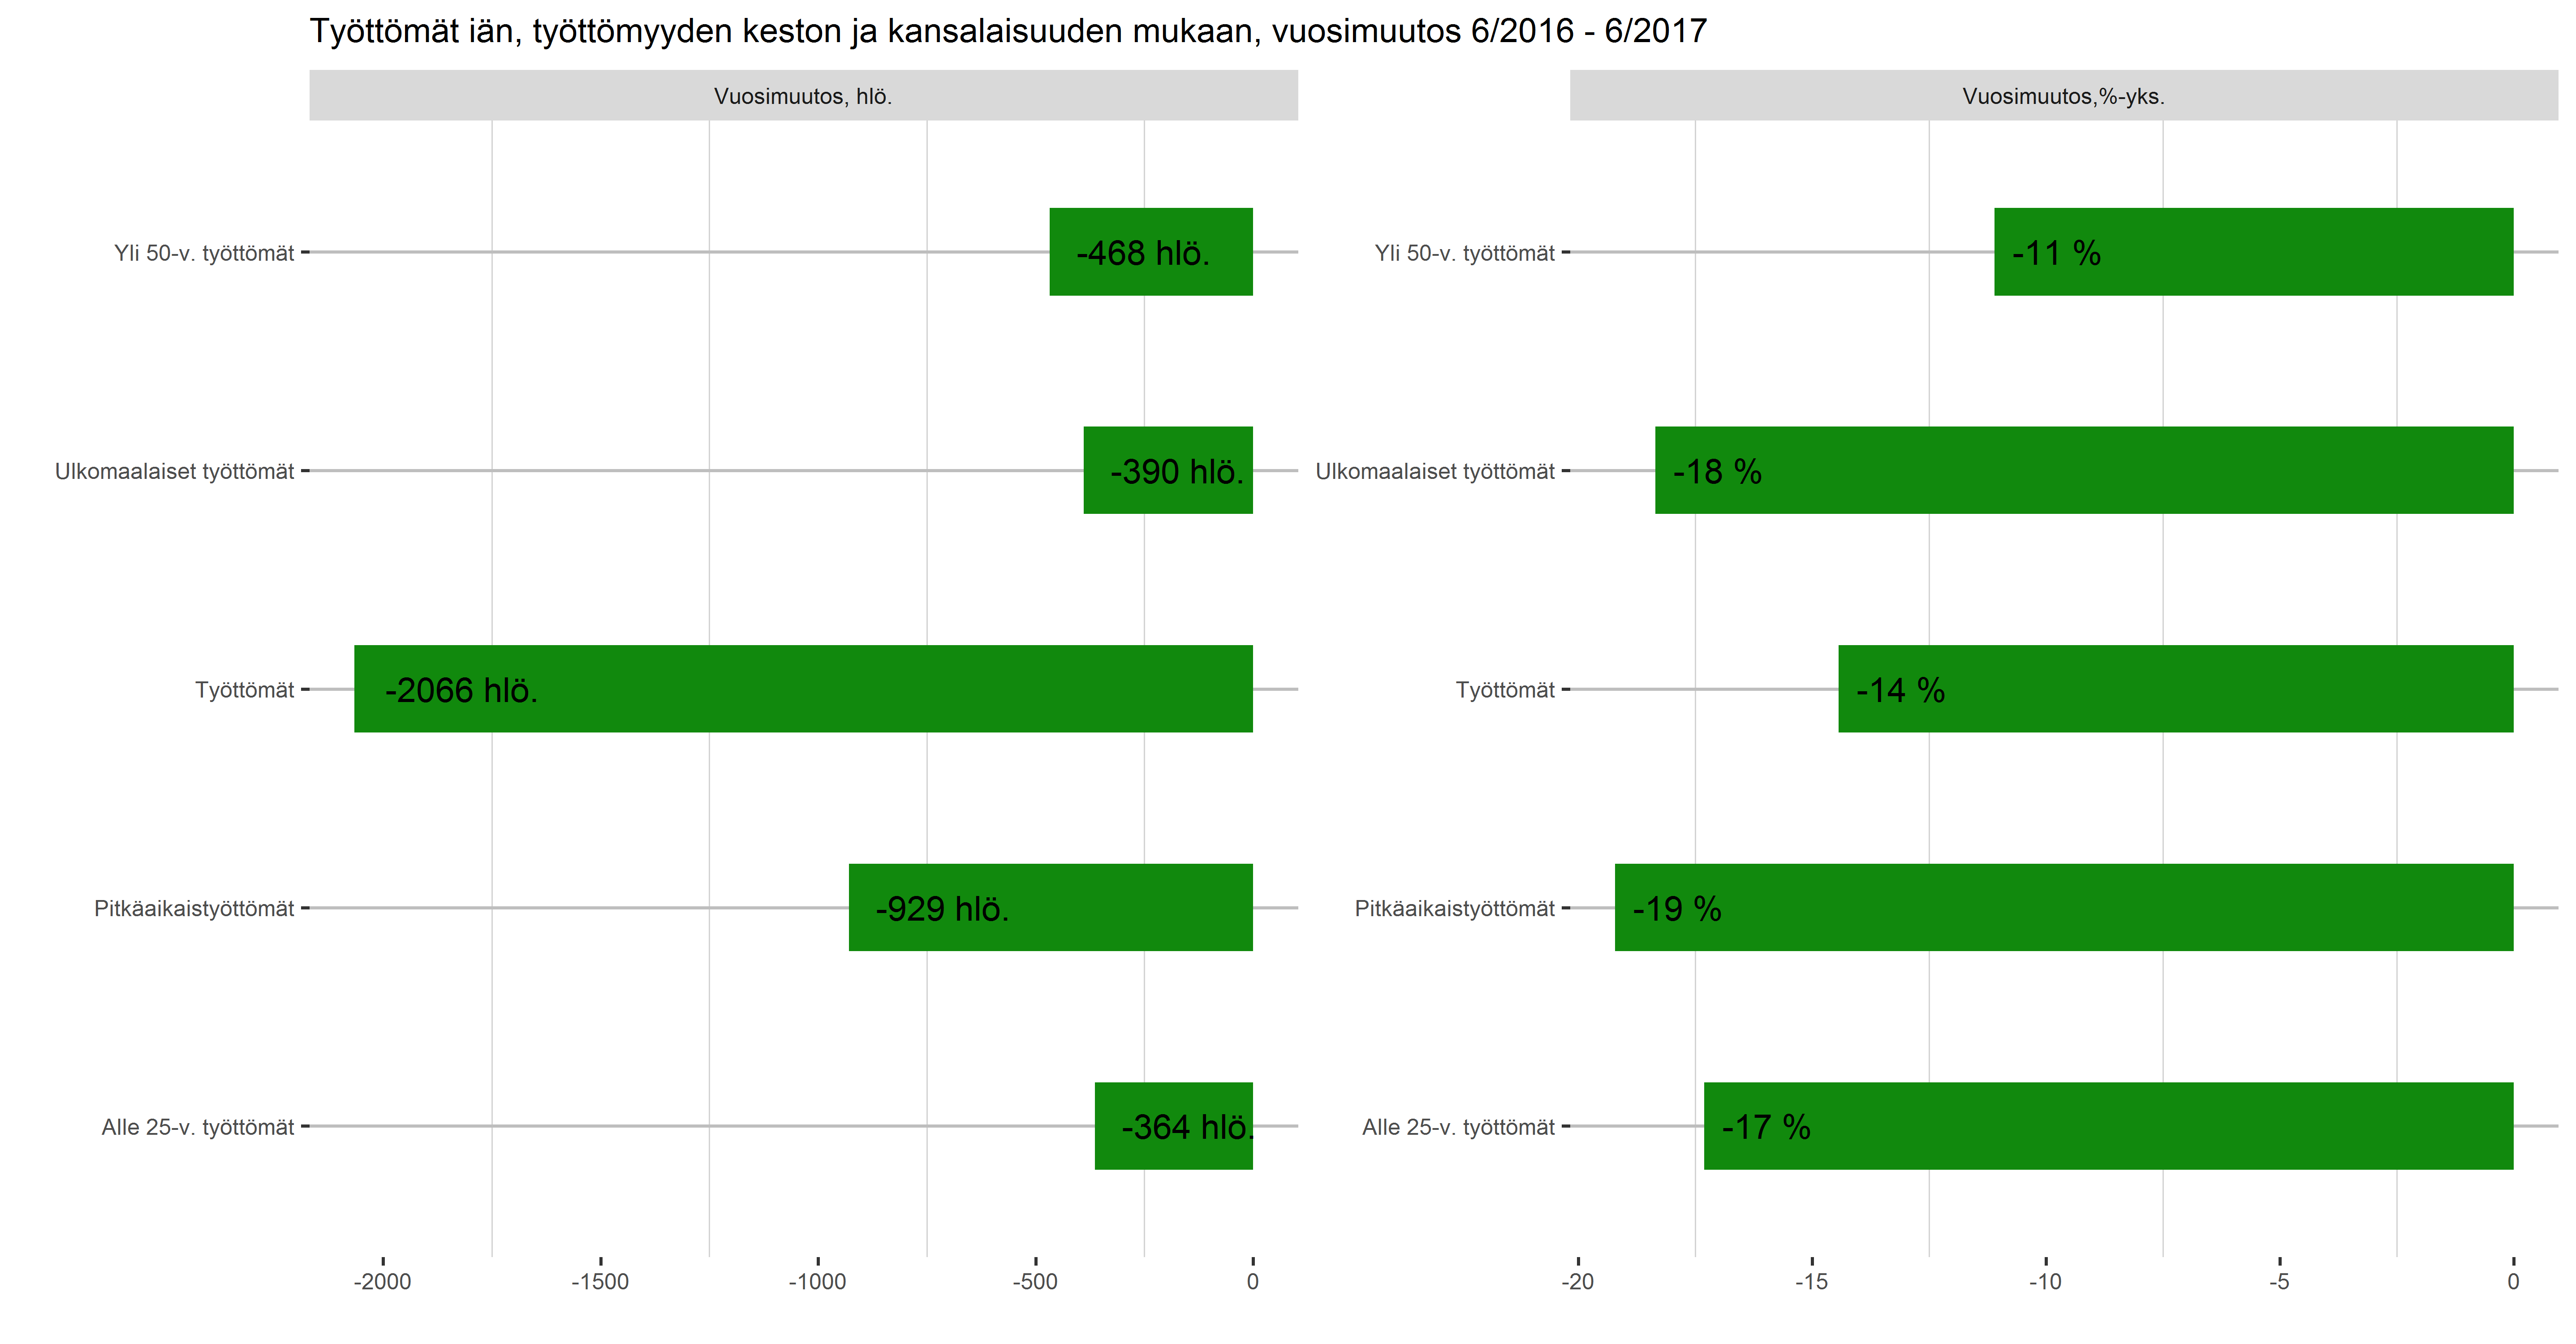 Työttömät iän, työttömyyden keston ja kansalaisuuden mukaan, vuosimuutos 6/2016 - 6/2017
Vuosimuutos, hlö.
Yli 50-v. työttömät
-468 hlö.
Ulkomaalaiset työttömät
-390 hlö.
Työttömät
-2066 hlö.
Pitkäaikaistyöttömät
-929 hlö.
Alle 25-v. työttömät
-364 hlö.
-2000
-1500
-1000
-500
0
Vuosimuutos,%-yks.
Yli 50-v. työttömät
-11 %
Ulkomaalaiset työttömät
-18 %
Työttömät
-14 %
Pitkäaikaistyöttömät
-19 %
Alle 25-v. työttömät
-17 %
-20
-15
-10
-5
0